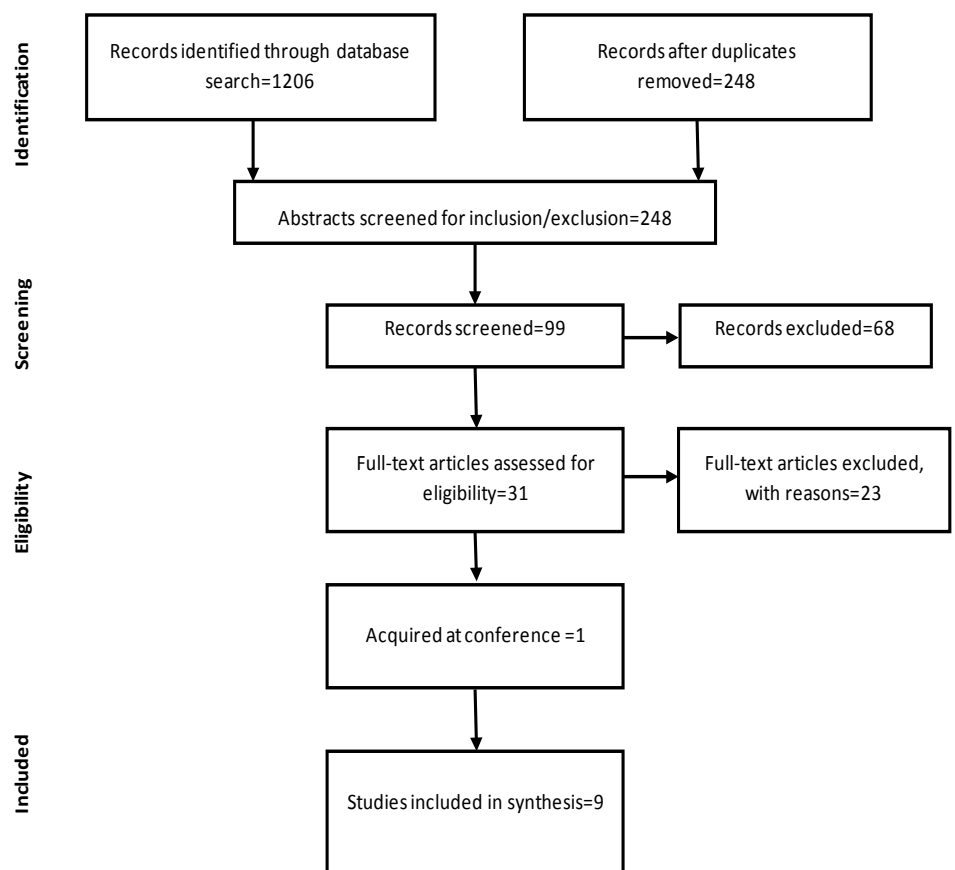 Identification
Records identified through database
search=1206
Records after duplicates
removed=248
Abstracts screened for inclusion/exclusion=248
Screening
Records screened=99
Records excluded=68
Eligibility
Full-text articles assessed for
eligibility=31
Full-text articles excluded,
with reasons=23
Acquired at conference =1
Included
Studies included in synthesis=9